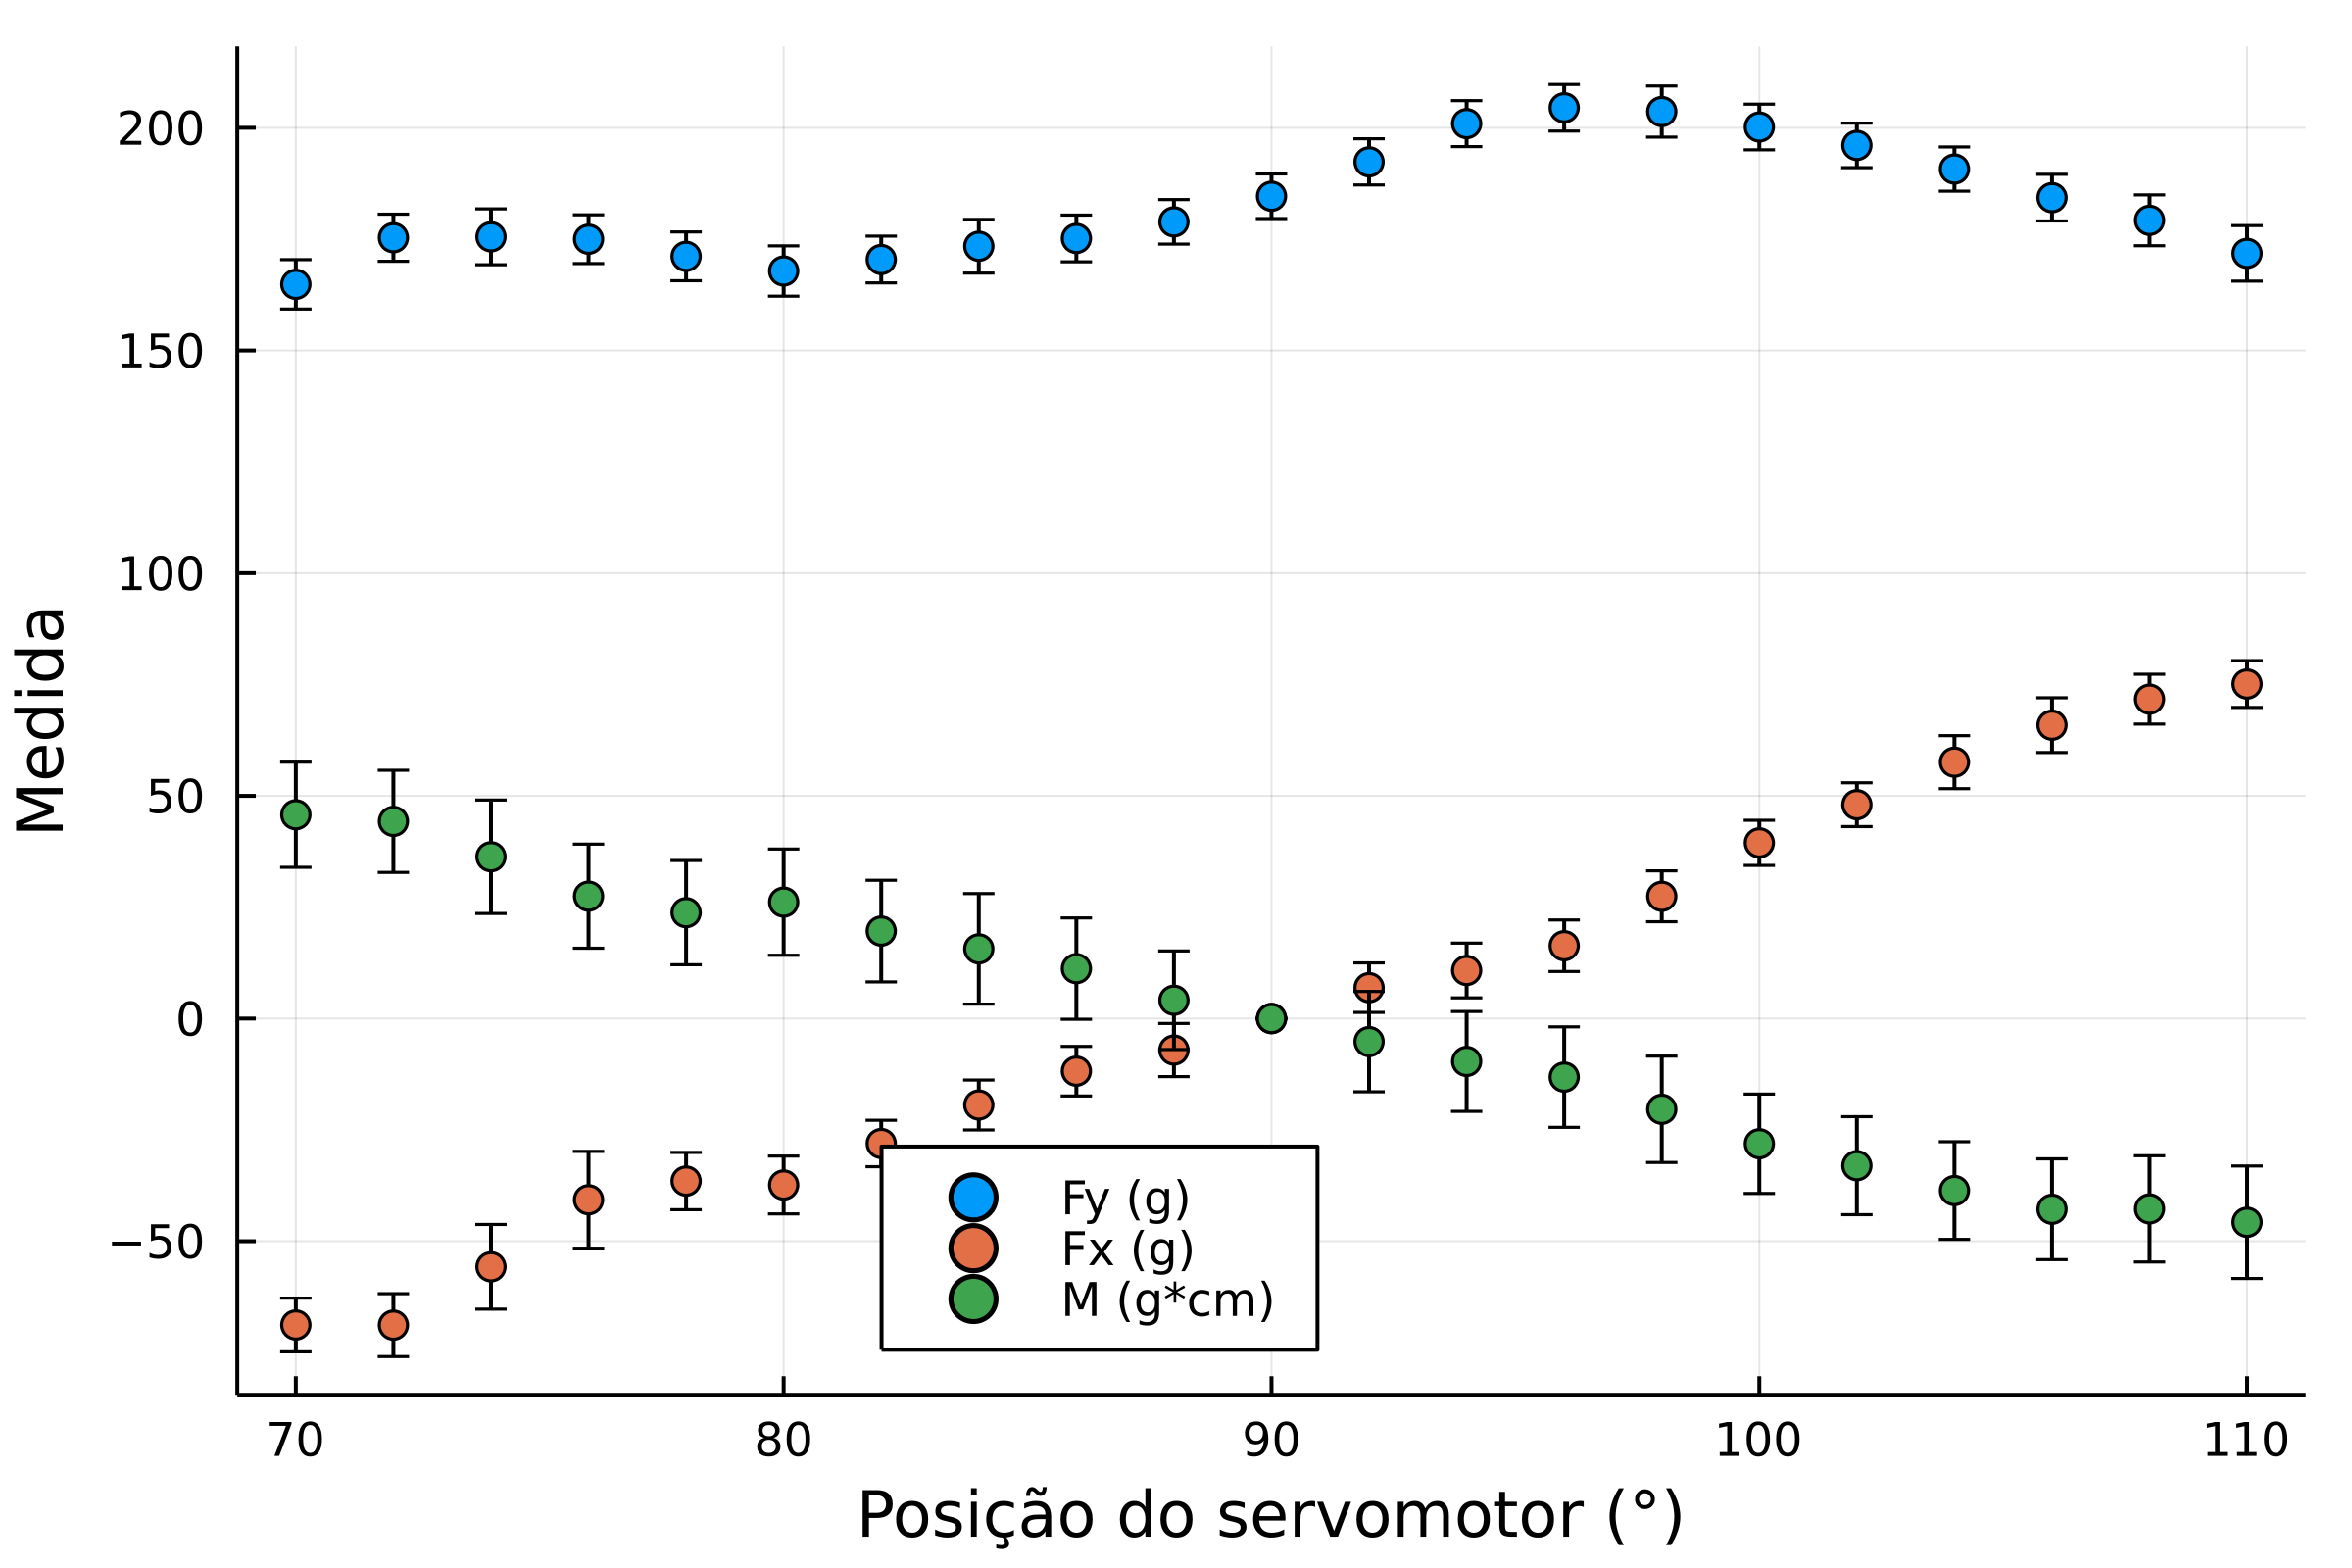 200
150
100
50
0
−50
Medida
Fy (g)
Fx (g)
M (g*cm)
70 80 90 100 110
Posição do servomotor (°)